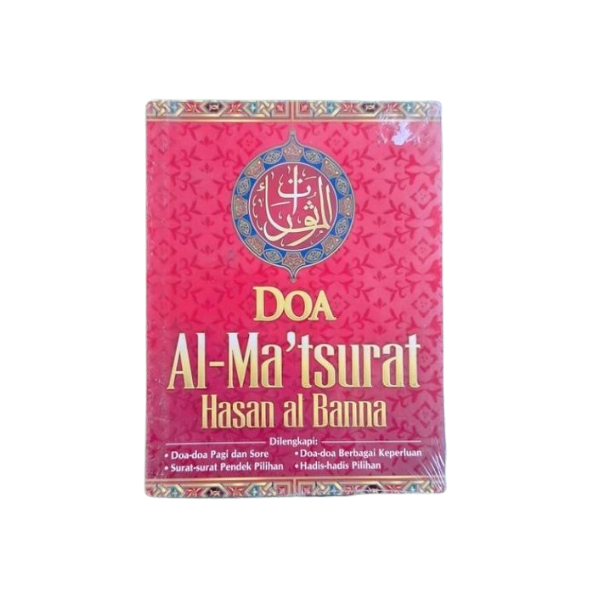 المأثورات
DOA
Al-Ma'tsurat
Hasan al Banna
Dilengkapi:
• Doa-doa Pagi dan Sore
• Surat-surat Pendek Pilihan
• Doa-doa Berbagai Keperluan
• Hadis-hadis Pilihan